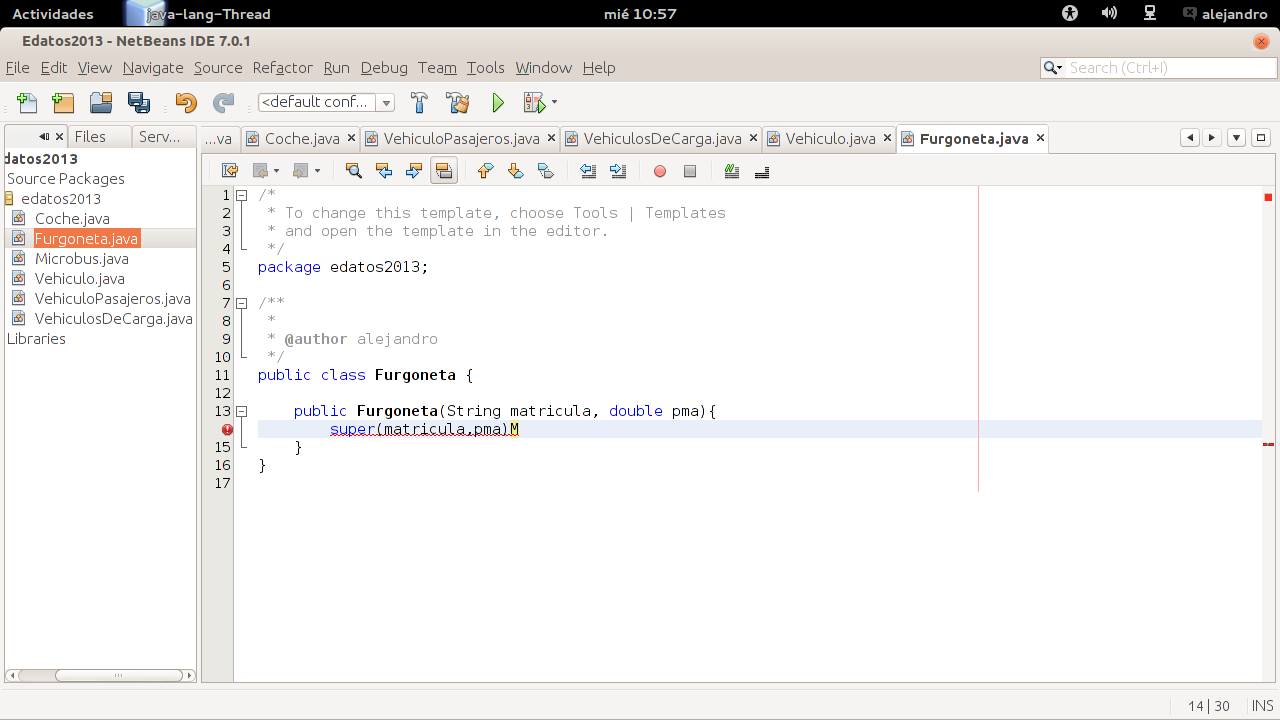 Actividades java-lang-Thread mié 10:57 alejandro
Edatos2013 - NetBeans IDE 7.0.1
File Edit View Navigate Source Refactor Run Debug Team Tools Window Help Search (Ctrl+I)
<default conf...
Files Serv... ...va Coche.java VehiculoPasajeros.java VehiculosDeCarga.java Vehiculo.java Furgoneta.java
datos2013
Source Packages
edatos2013
Coche.java
Furgoneta.java
Microbus.java
Vehiculo.java
VehiculoPasajeros.java
VehiculosDeCarga.java
Libraries
1 /*
2 * To change this template, choose Tools | Templates
3 * and open the template in the editor.
4 */
5 package edatos2013;
6
7 /**
8 *
9 * @author alejandro
10 */
11 public class Furgoneta {
12
13 public Furgoneta(String matricula, double pma){
super(matricula,pma)M
15 }
16 }
17
14|30 INS